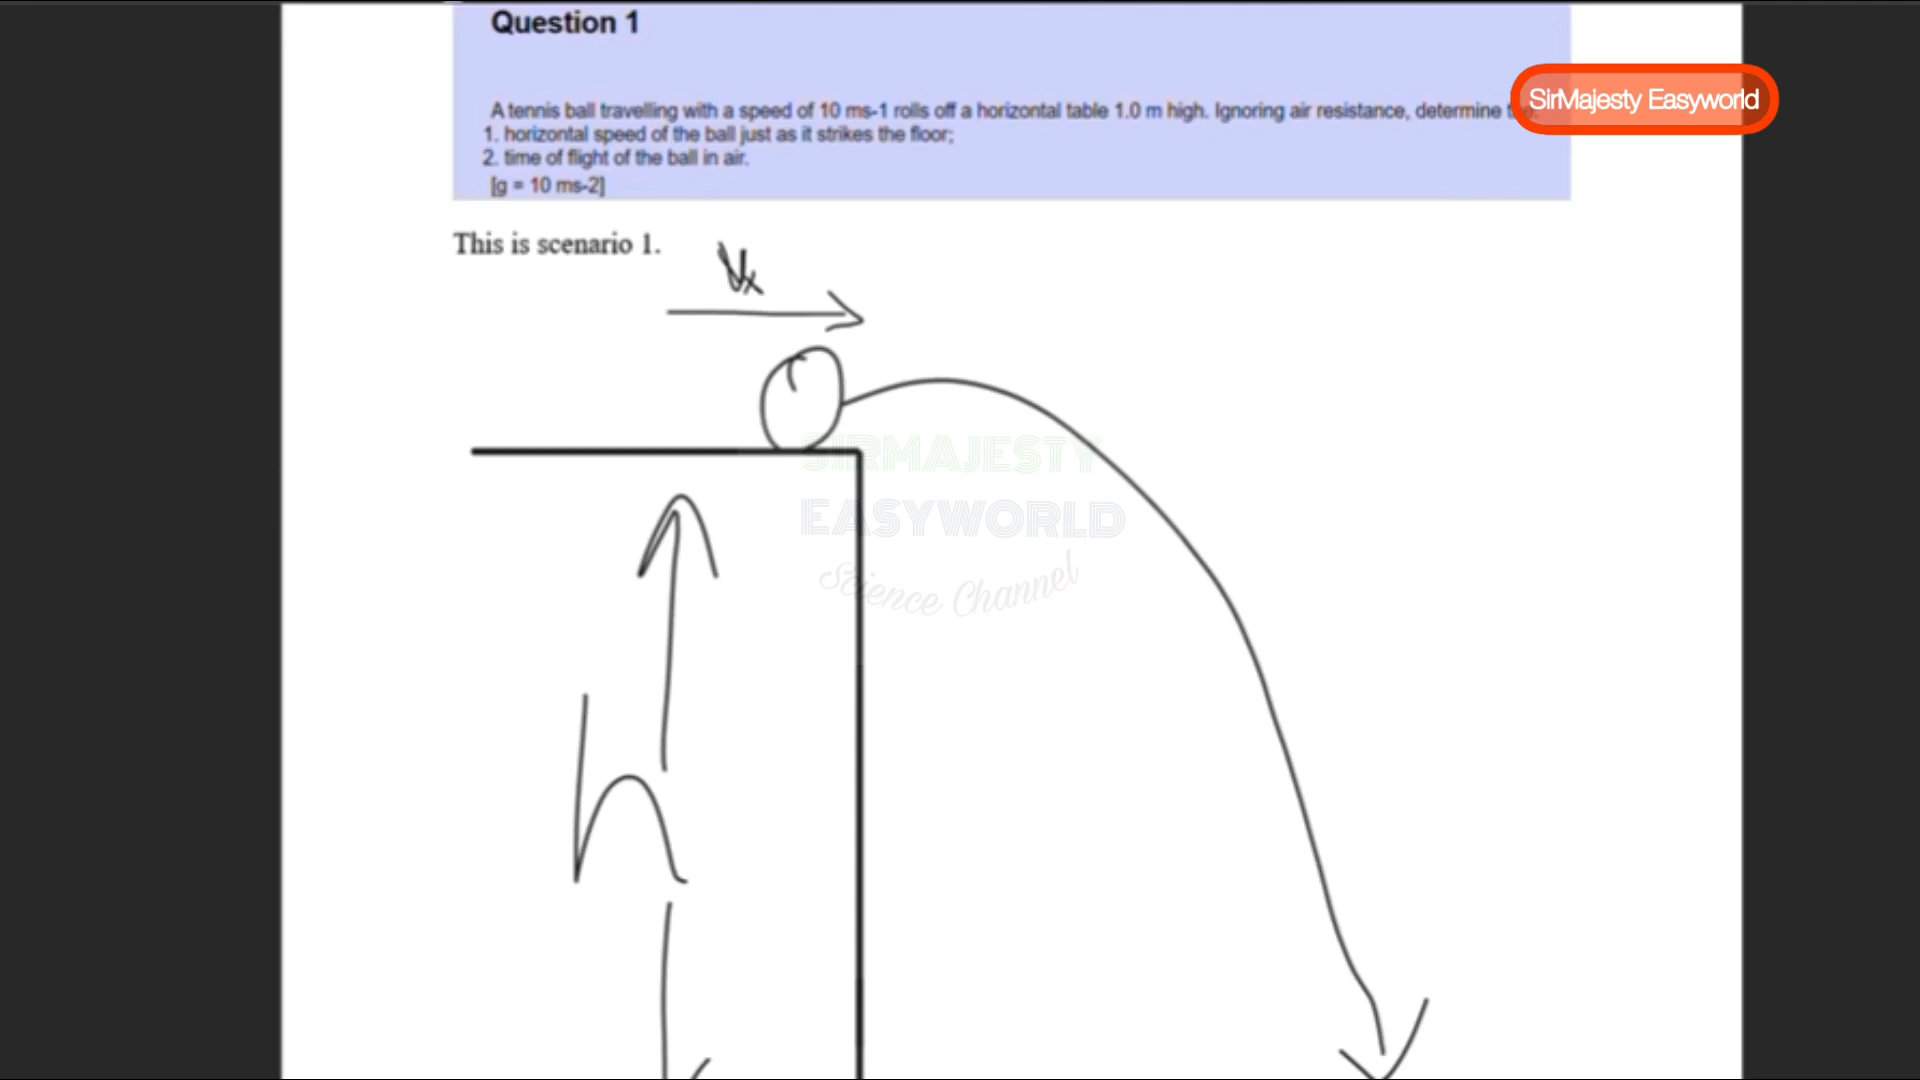 Question 1
SirMajesty Easyworld
A tennis ball travelling with a speed of 10 ms-1 rolls off a horizontal table 1.0 m high. Ignoring air resistance, determine
1. horizontal speed of the ball just as it strikes the floor;
2. time of flight of the ball in air.
[g = 10 ms-2]
This is scenario 1.
Vx
SIRMAJESTY
EASYWORLD
Science Channel
h